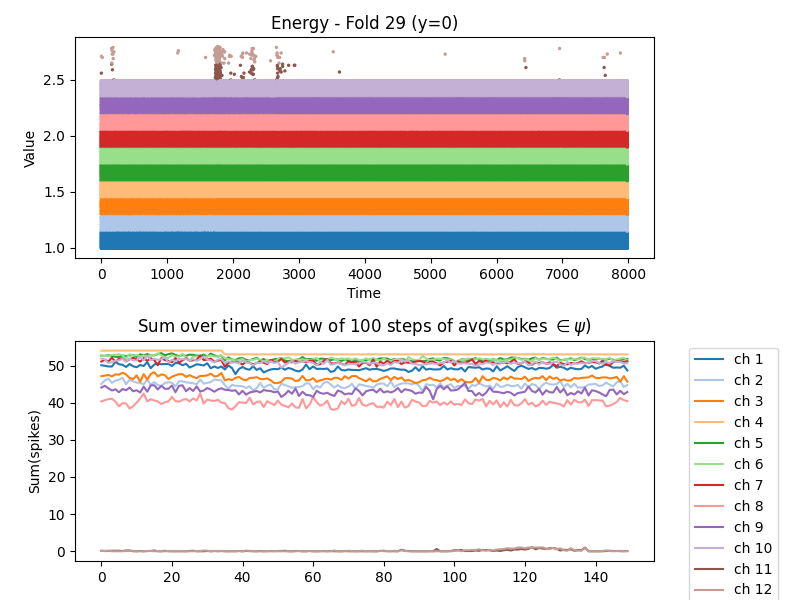 Energy - Fold 29 (y=0)
Value
2.5
2.0
1.5
1.0
0 1000 2000 3000 4000 5000 6000 7000 8000
Time
Sum over timewindow of 100 steps of avg(spikes ∈ ψ)
Sum(spikes)
50
40
30
20
10
0
0 20 40 60 80 100 120 140
ch 1
ch 2
ch 3
ch 4
ch 5
ch 6
ch 7
ch 8
ch 9
ch 10
ch 11
ch 12